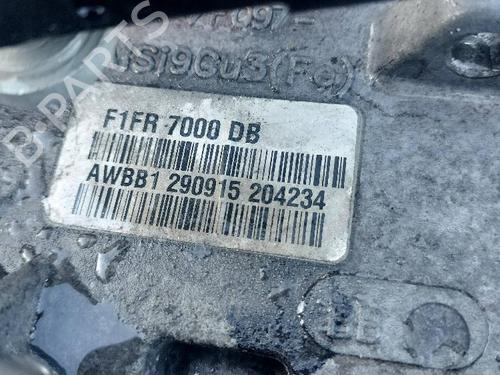 AlSi9Cu3(Fe)
F1FR 7000 DB
AWBB1 290915 204234
B-PARTS